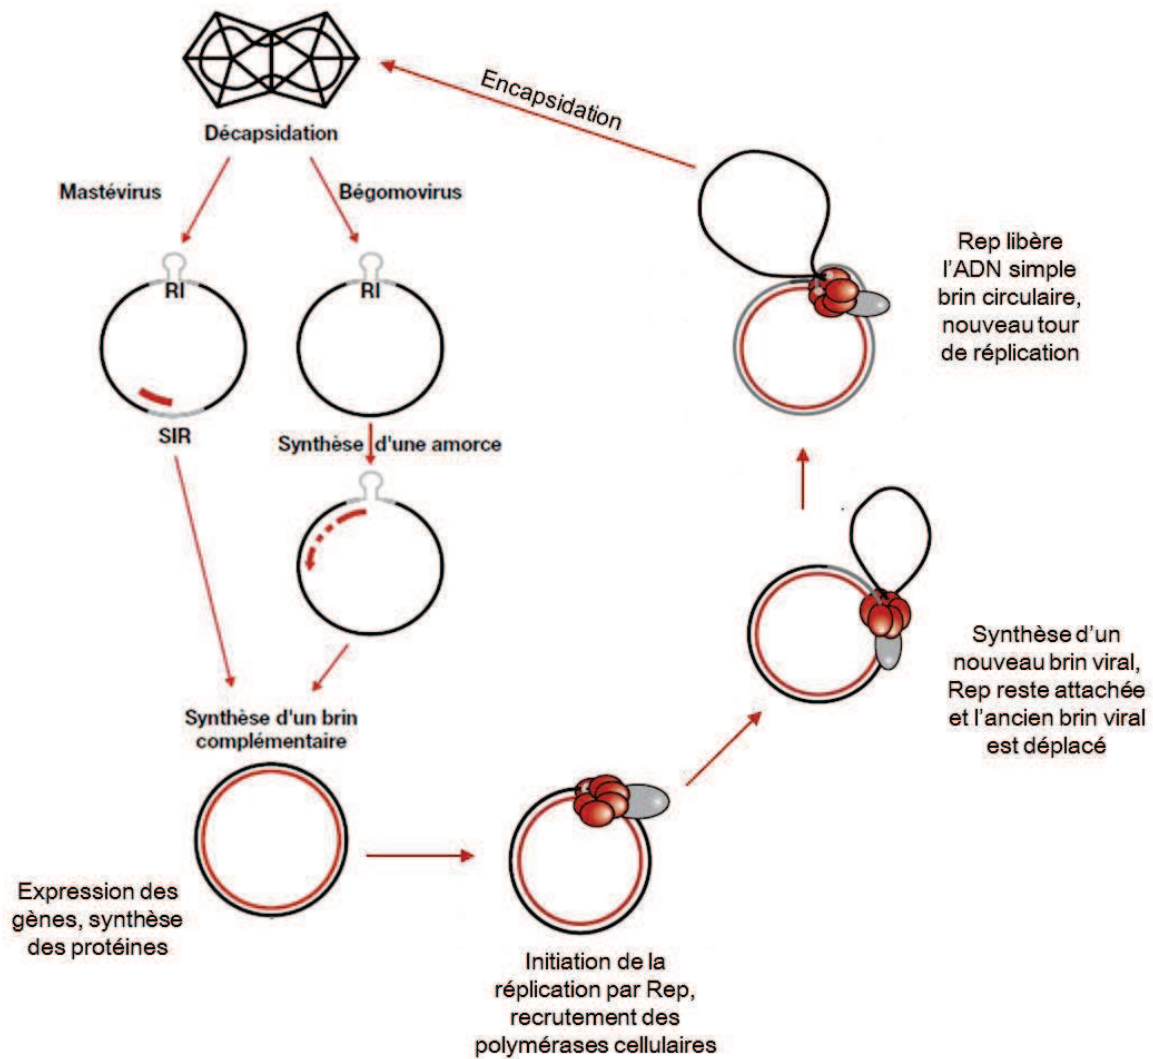 Encapsidation
Décapsidation
Mastévirus
Bégomovirus
RI
RI
SIR
Synthèse d'une amorce
Synthèse d'un brin
complémentaire
Expression des
gènes, synthèse
des protéines
Initiation de la
réplication par Rep,
recrutement des
polymérases cellulaires
Synthèse d'un
nouveau brin viral,
Rep reste attachée
et l'ancien brin viral
est déplacé
Rep libère
l'ADN simple
brin circulaire,
nouveau tour
de réplication